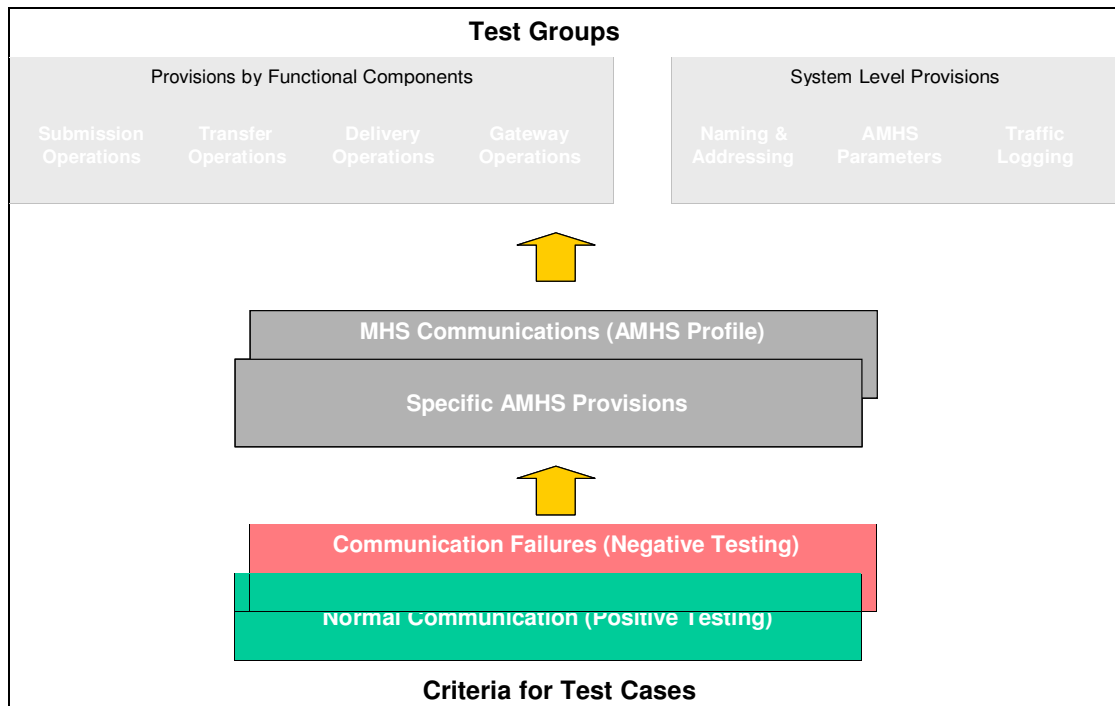 Test Groups
Provisions by Functional Components
System Level Provisions
Submission Operations
Transfer Operations
Delivery Operations
Gateway Operations
Naming & Addressing
AMHS Parameters
Traffic Logging
MHS Communications (AMHS Profile)
Specific AMHS Provisions
Communication Failures (Negative Testing)
Normal Communication (Positive Testing)
Criteria for Test Cases